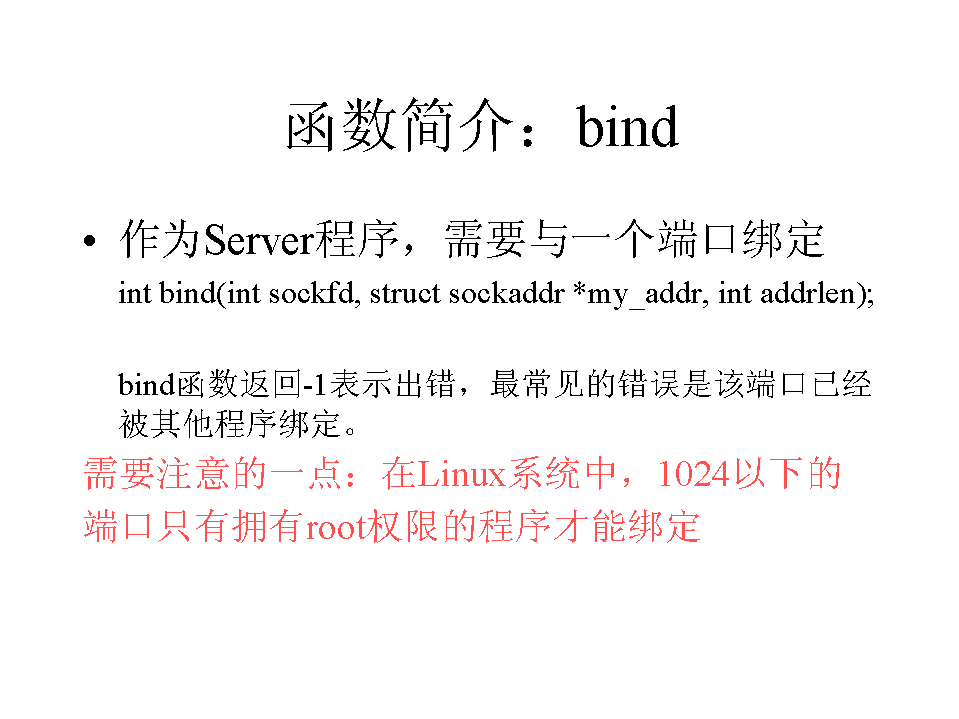 函数简介：bind
• 作为Server程序，需要与一个端口绑定
int bind(int sockfd, struct sockaddr *my_addr, int addrlen);
bind函数返回-1表示出错，最常见的错误是该端口已经
被其他程序绑定。
需要注意的一点：在Linux系统中，1024以下的
端口只有拥有root权限的程序才能绑定